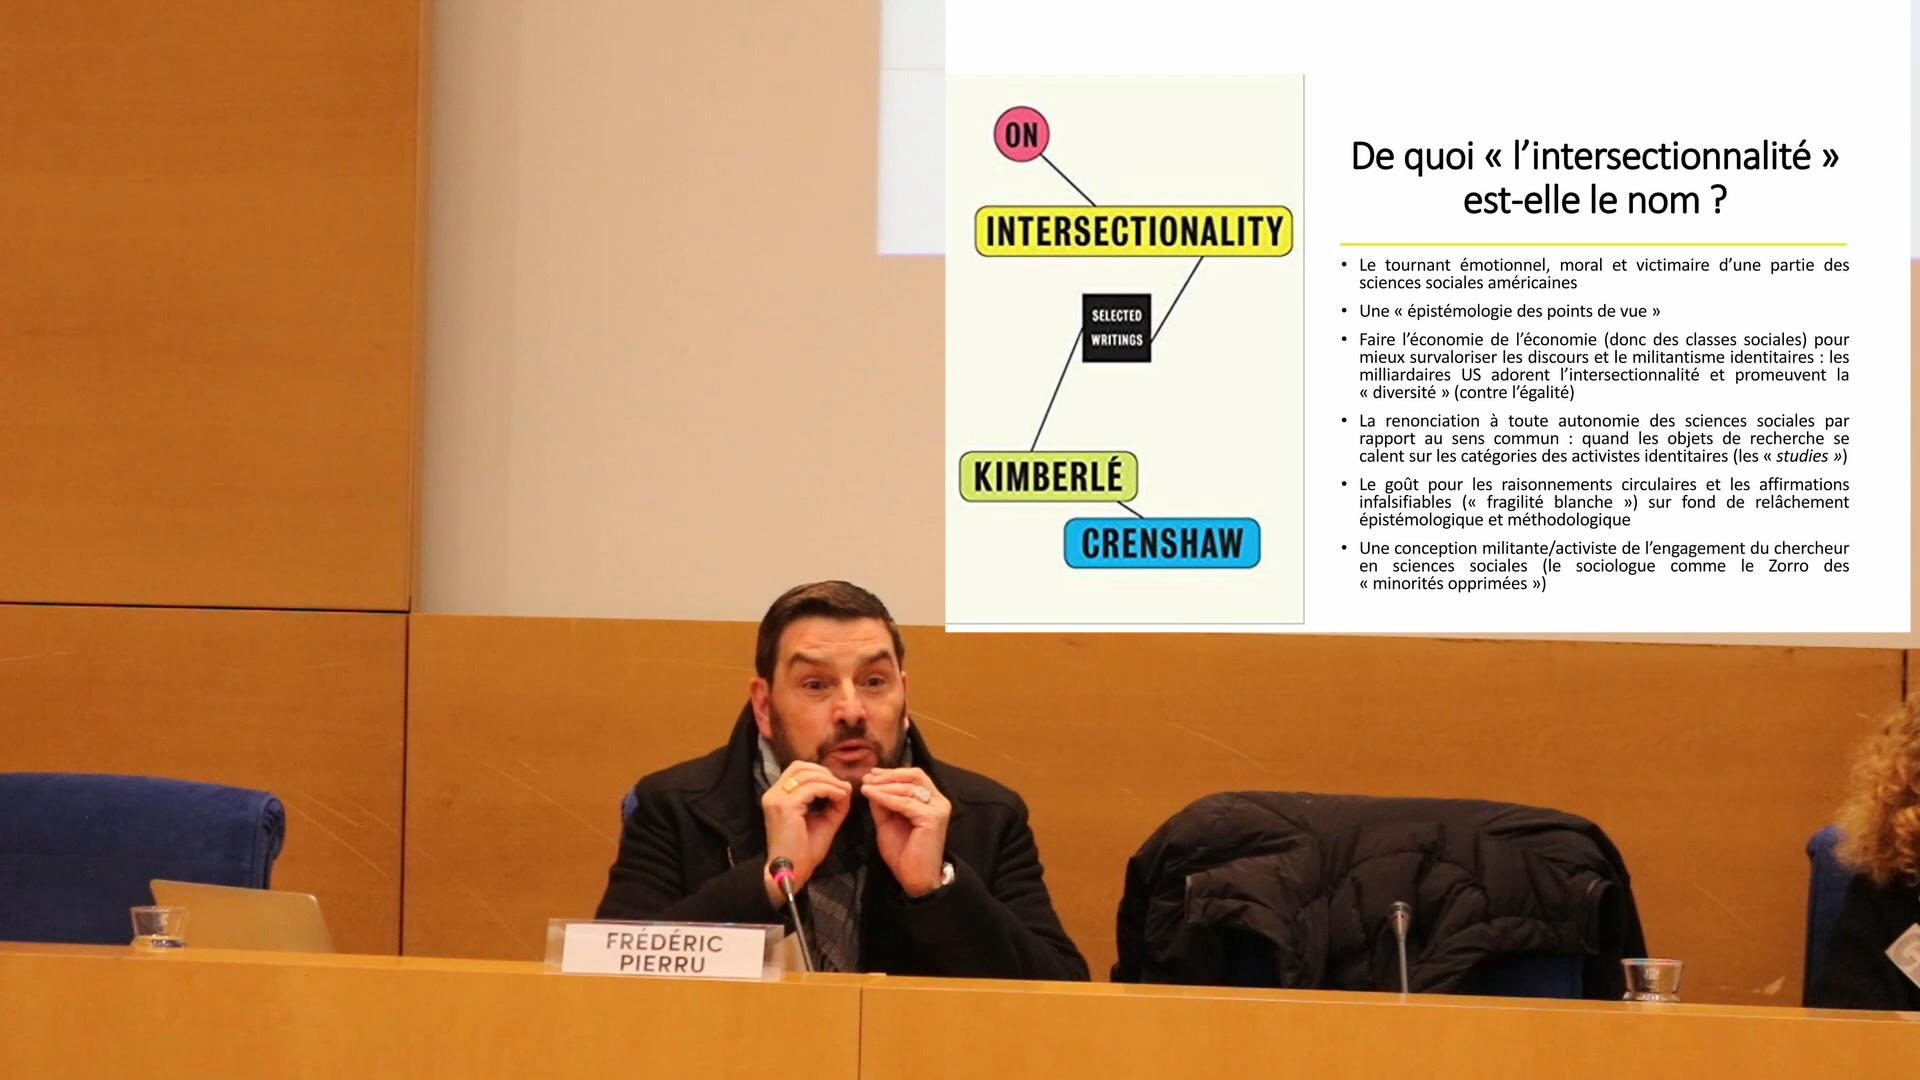 ON
INTERSECTIONALITY
SELECTED
WRITINGS
KIMBERLÉ
CRENSHAW
De quoi « l’intersectionnalité »
est-elle le nom ?
• Le tournant émotionnel, moral et victimaire d’une partie des
sciences sociales américaines
• Une « épistémologie des points de vue »
• Faire l’économie de l’économie (donc des classes sociales) pour
mieux survaloriser les discours et le militantisme identitaires : les
milliardaires US adorent l’intersectionnalité et promeuvent la
« diversité » (contre l’égalité)
• La renonciation à toute autonomie des sciences sociales par
rapport au sens commun : quand les objets de recherche se
calent sur les catégories des activistes identitaires (les « studies »)
• Le goût pour les raisonnements circulaires et les affirmations
infalsifiables (« fragilité blanche ») sur fond de relâchement
épistémologique et méthodologique
• Une conception militante/activiste de l’engagement du chercheur
en sciences sociales (le sociologue comme le Zorro des
« minorités opprimées »)
FRÉDÉRIC
PIERRU